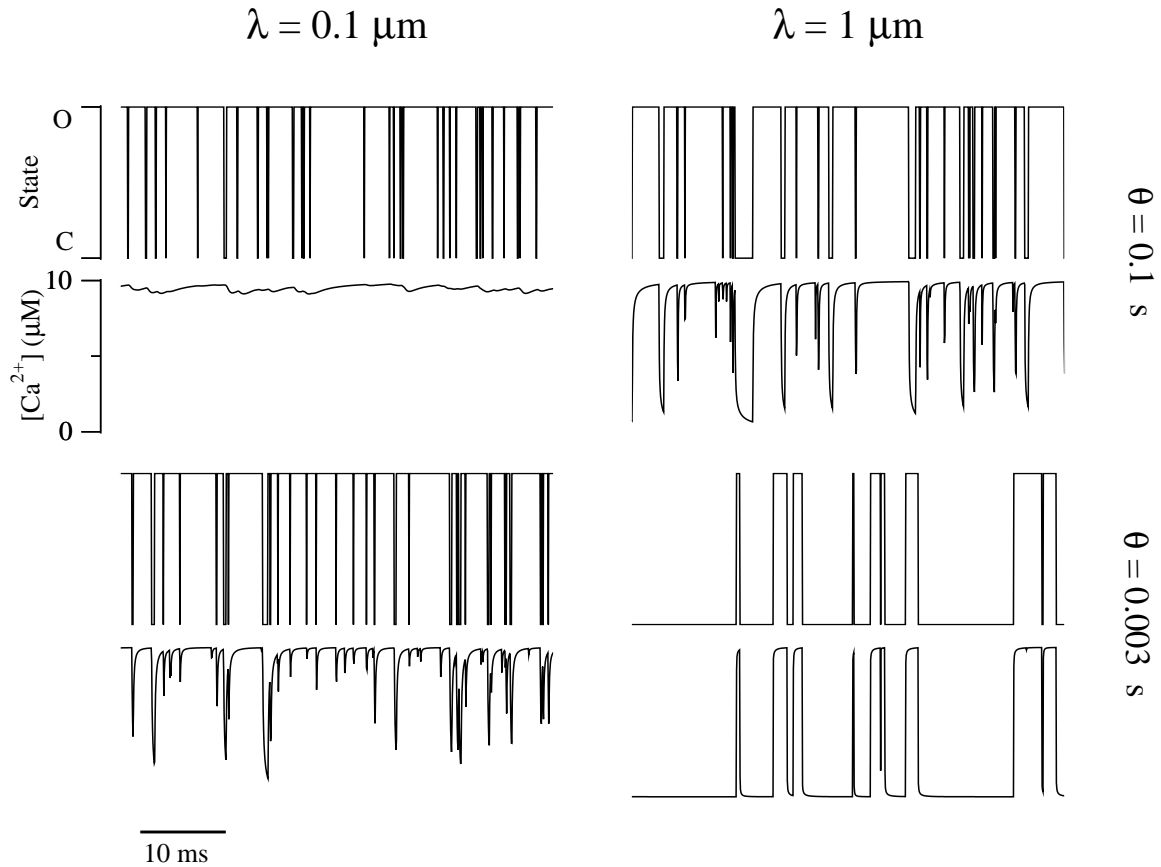 λ = 0.1 μm
λ = 1 μm
O
State
C
θ = 0.1 s
10
[Ca²⁺] (μM)
0
θ = 0.003 s
10 ms